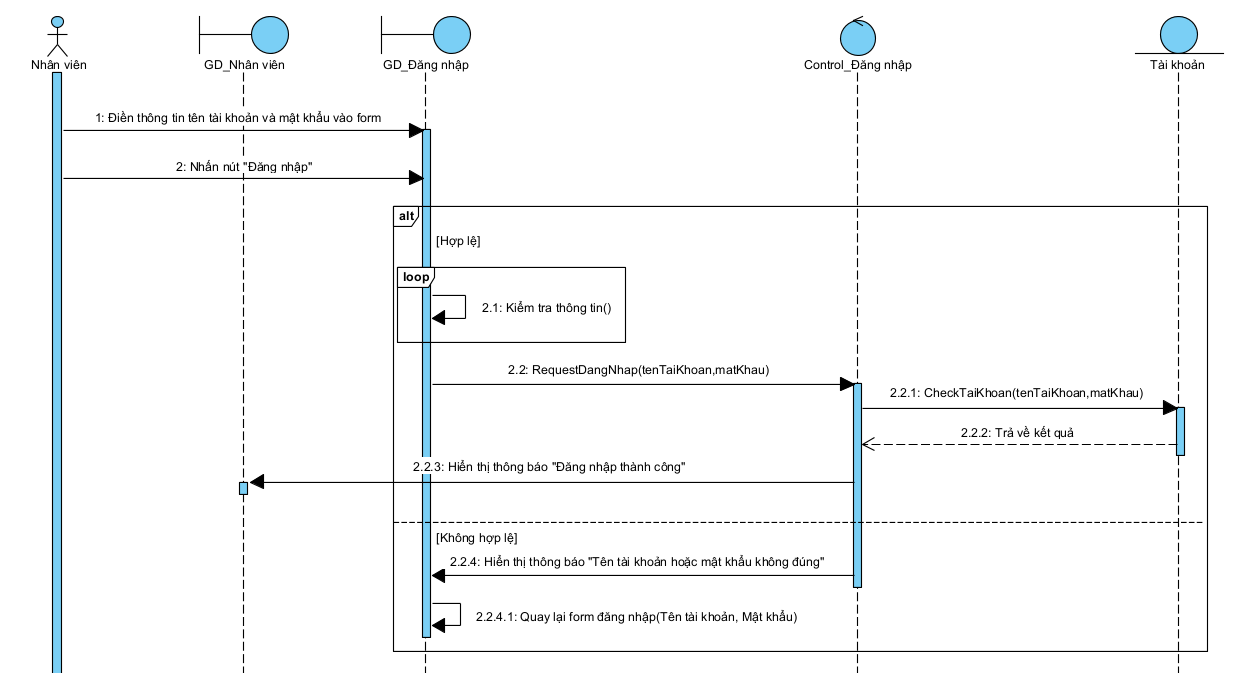 Nhân viên
GD_Nhân viên
GD_Đăng nhập
Control_Đăng nhập
Tài khoản
1: Điền thông tin tên tài khoản và mật khẩu vào form
2: Nhấn nút "Đăng nhập"
alt
[Hợp lệ]
loop
2.1: Kiểm tra thông tin()
2.2: RequestDangNhap(tenTaiKhoan,matKhau)
2.2.1: CheckTaiKhoan(tenTaiKhoan,matKhau)
2.2.2: Trả về kết quả
2.2.3: Hiển thị thông báo "Đăng nhập thành công"
[Không hợp lệ]
2.2.4: Hiển thị thông báo "Tên tài khoản hoặc mật khẩu không đúng"
2.2.4.1: Quay lại form đăng nhập(Tên tài khoản, Mật khẩu)